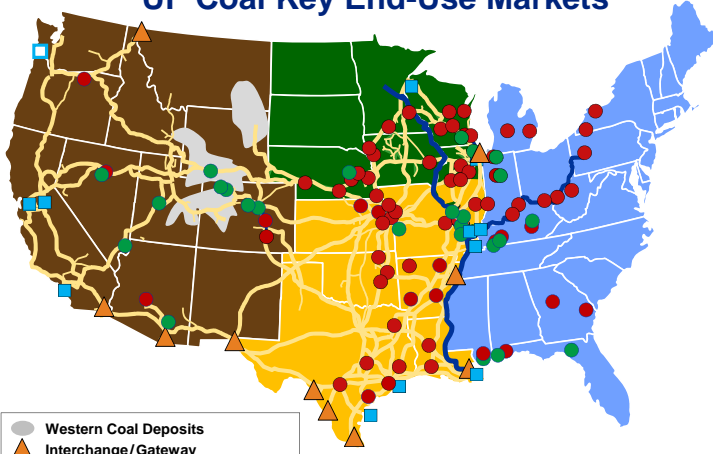 UP Coal Key End-Use Markets
Western Coal Deposits
Interchange/Gateway